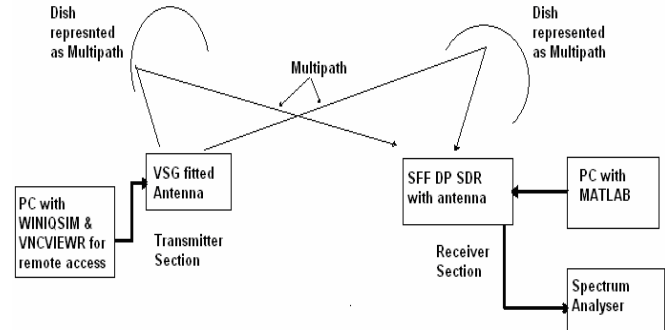 Dish
represnted
as Multipath
Dish
represented
as Multipath
Multipath
VSG fitted
Antenna
SFF DP SDR
with antenna
PC with
MATLAB
PC with
WINIQSIM &
VNCVIEWR for
remote access
Transmitter
Section
Receiver
Section
Spectrum
Analyser